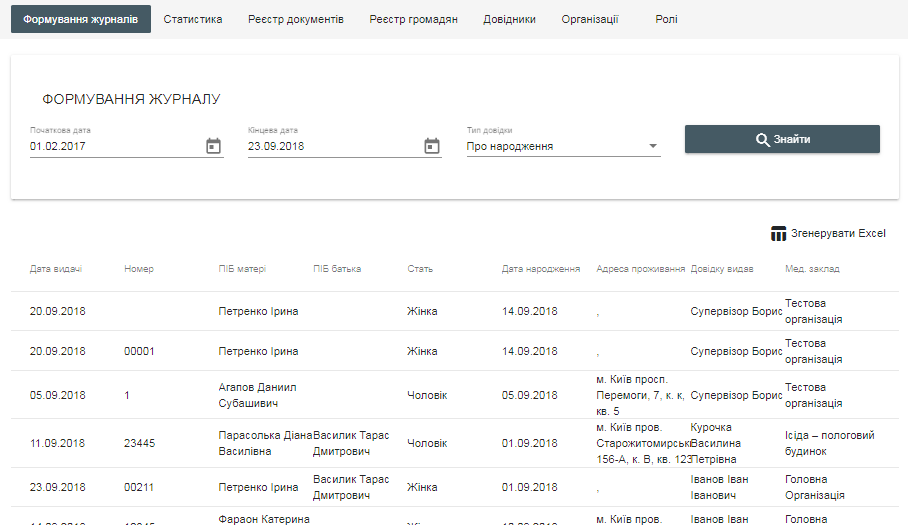 Формування журналів Статистика Реєстр документів Реєстр громадян Довідники Організації Ролі
ФОРМУВАННЯ ЖУРНАЛУ
Початкова дата Кінцева дата Тип довідки
01.02.2017 23.09.2018 Про народження Знайти
Згенерувати Excel
Дата видачі Номер ПІБ матері ПІБ батька Стать Дата народження Адреса проживання Довідку видав Мед. заклад
20.09.2018 Петренко Ірина Жінка 14.09.2018 , Супервізор Борис Тестова
організація
20.09.2018 00001 Петренко Ірина Жінка 14.09.2018 , Супервізор Борис Тестова
організація
05.09.2018 1 Агапов Даниил
Субашивич Чоловік 05.09.2018 м. Київ просп.
Перемоги, 7, к. к,
кв. 5 Супервізор Борис Тестова
організація
11.09.2018 23445 Парасолька Діана
Василівна Василик Тарас
Дмитрович Чоловік 01.09.2018 м. Київ пров.
Старожитомирськ
156-А, к. В, кв. 123 Курочка
Василина
Петрівна Ісіда – пологовий
будинок
23.09.2018 00211 Петренко Ірина Василик Тарас
Дмитрович Жінка 01.09.2018 , Іванов Іван
Іванович Головна
Організація
Фараон Катерина м. Київ пров. Іванов Іван Головна